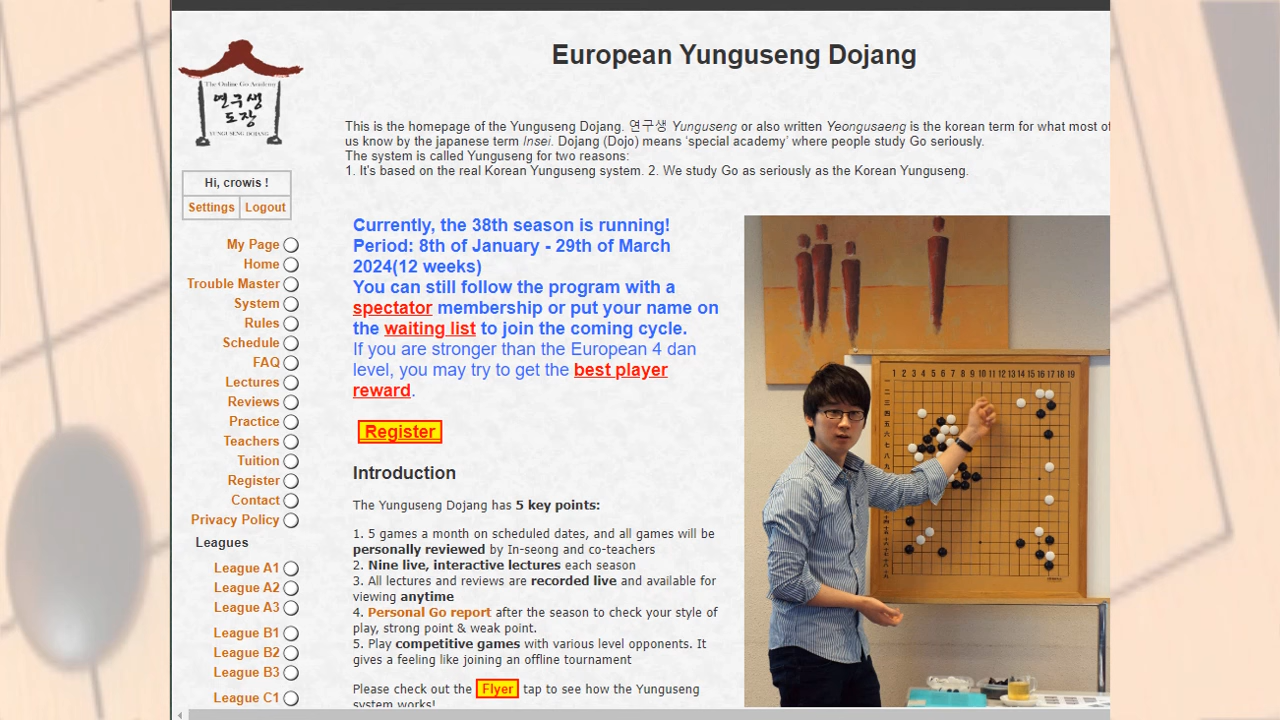 European Yunguseng Dojang
The Online Go Academy
연구생
도장
YUNGUSENG DOJANG
Hi, crowis !
Settings Logout
My Page
Home
Trouble Master
System
Rules
Schedule
FAQ
Lectures
Reviews
Practice
Teachers
Tuition
Register
Contact
Privacy Policy
Leagues
League A1
League A2
League A3
League B1
League B2
League B3
League C1
This is the homepage of the Yunguseng Dojang. 연구생 Yunguseng or also written Yeongusaeng is the korean term for what most of
us know by the japanese term Insei. Dojang (Dojo) means ‘special academy’ where people study Go seriously.
The system is called Yunguseng for two reasons:
1. It's based on the real Korean Yunguseng system. 2. We study Go as seriously as the Korean Yunguseng.
Currently, the 38th season is running!
Period: 8th of January - 29th of March
2024(12 weeks)
You can still follow the program with a
spectator membership or put your name on
the waiting list to join the coming cycle.
If you are stronger than the European 4 dan
level, you may try to get the best player
reward.
Register
Introduction
The Yunguseng Dojang has 5 key points:
1. 5 games a month on scheduled dates, and all games will be
personally reviewed by In-seong and co-teachers
2. Nine live, interactive lectures each season
3. All lectures and reviews are recorded live and available for
viewing anytime
4. Personal Go report after the season to check your style of
play, strong point & weak point.
5. Play competitive games with various level opponents. It
gives a feeling like joining an offline tournament
Please check out the Flyer tap to see how the Yunguseng
system works!
1 2 3 4 5 6 7 8 9 10 11 12 13 14 15 16 17 18 19